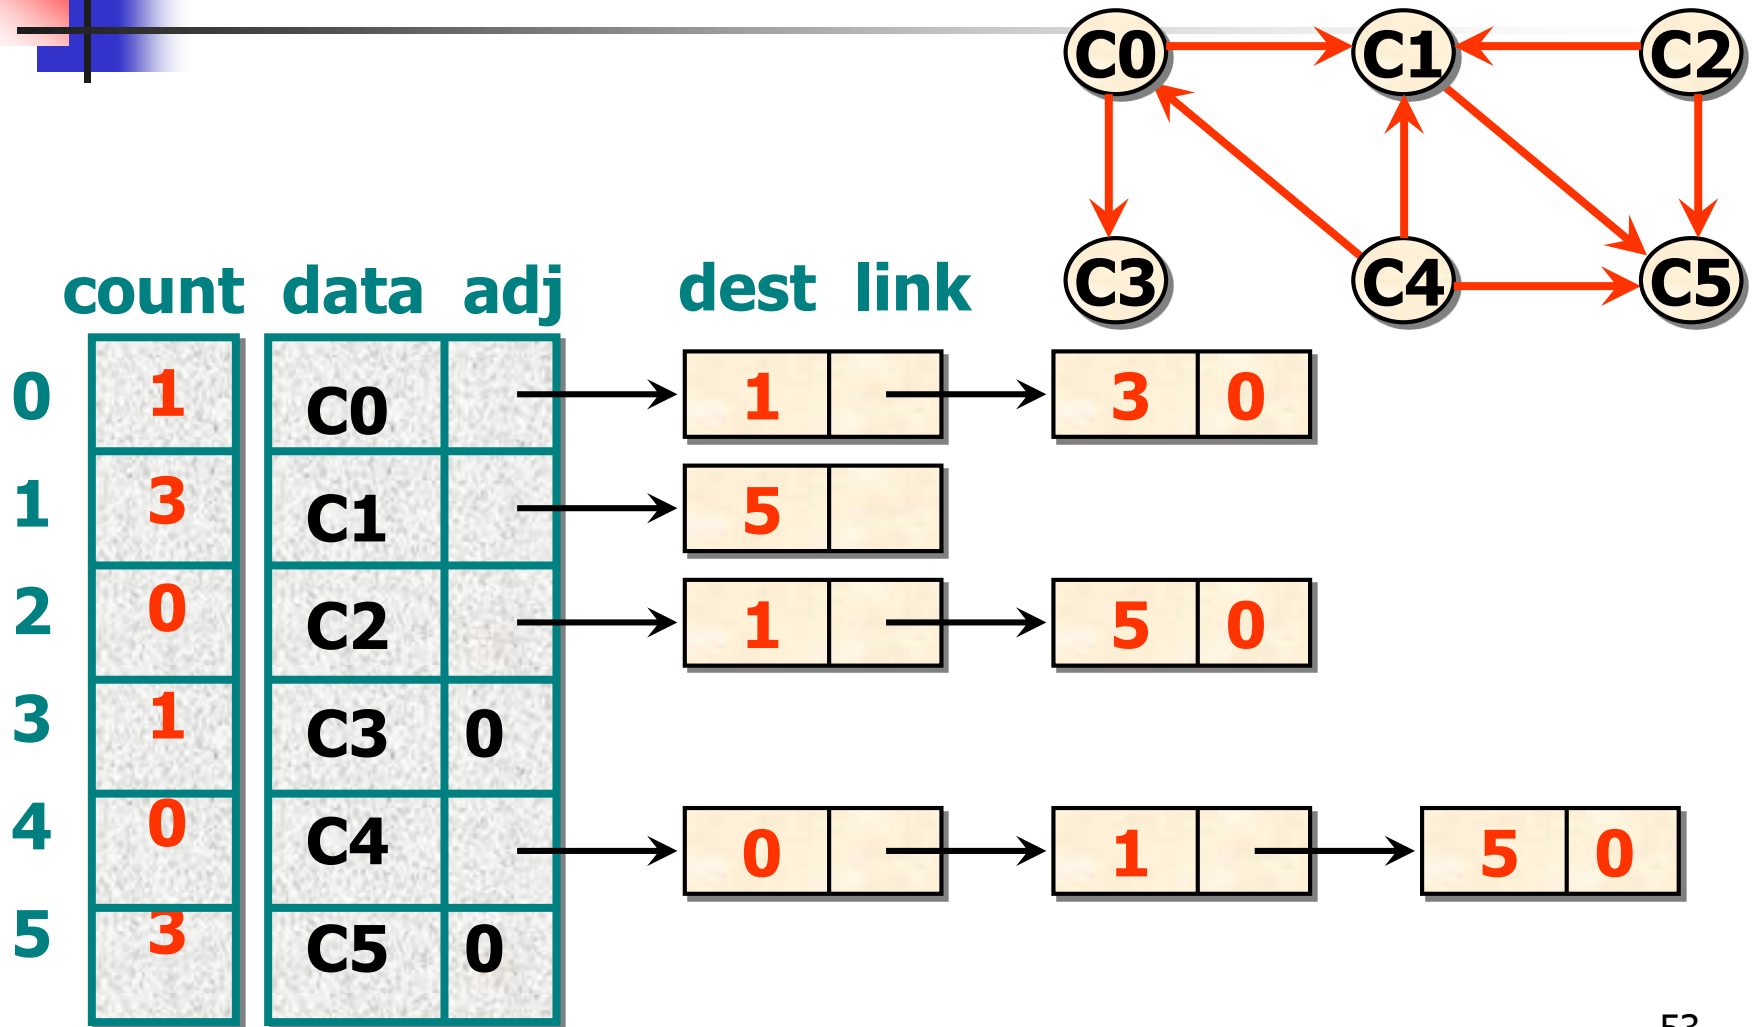 C0 C1 C2
C3 C4 C5
count data adj dest link
0 1 C0 1 3 0
1 3 C1 5
2 0 C2 1 5 0
3 1 C3 0
4 0 C4 0 1 5 0
5 3 C5 0
53